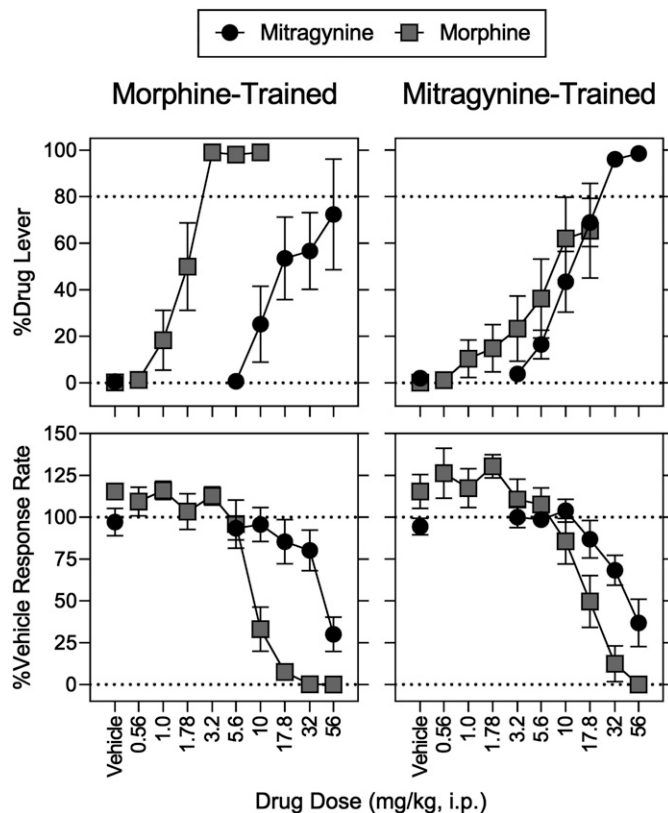 Mitragynine Morphine
Morphine-Trained Mitragynine-Trained
%Drug Lever
100
80
60
40
20
0
%Vehicle Response Rate
150
125
100
75
50
25
0
Vehicle 0.56 1.0 1.78 3.2 5.6 10 17.8 32 56
Vehicle 0.56 1.0 1.78 3.2 5.6 10 17.8 32 56
Drug Dose (mg/kg, i.p.)